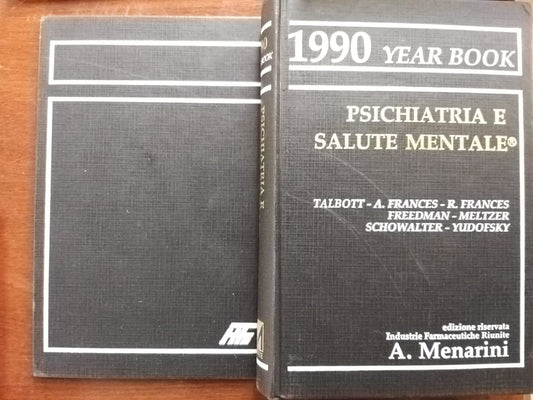 1990 YEAR BOOK
PSICHIATRIA E
SALUTE MENTALE®
TALBOTT - A. FRANCES - R. FRANCES
FREEDMAN - MELTZER
SCHOWALTER - YUDOFSKY
edizione riservata
Industrie Farmaceutiche Riunite
A. Menarini
PSICHIATRIA E